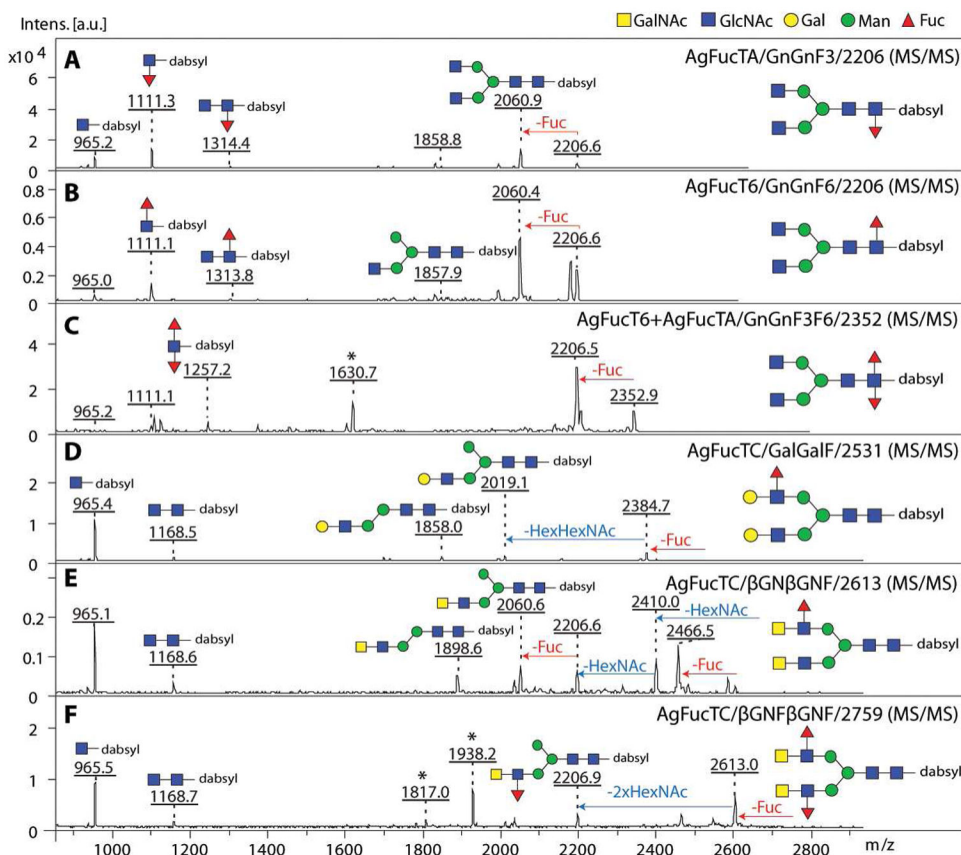 Intens. [a.u.]
GalNAc GlcNAc Gal Man Fuc
x10⁴
A
AgFucTA/GnGnF3/2206 (MS/MS)
6
4
2
0
dabsyl
1111.3
dabsyl
965.2
dabsyl
1314.4
dabsyl
2060.9
1858.8
-Fuc
2206.6
dabsyl
B
AgFucT6/GnGnF6/2206 (MS/MS)
0.8
0.6
0.4
0.2
0
965.0
dabsyl
1111.1
dabsyl
1313.8
dabsyl
1857.9
2060.4
-Fuc
2206.6
dabsyl
C
AgFucT6+AgFucTA/GnGnF3F6/2352 (MS/MS)
4
2
0
965.2
1111.1
dabsyl
1257.2
*
1630.7
2206.5
-Fuc
2352.9
dabsyl
D
AgFucTC/GalGalF/2531 (MS/MS)
2
1
0
dabsyl
965.4
dabsyl
1168.5
dabsyl
1858.0
dabsyl
2019.1
-HexHexNAc
2384.7
-Fuc
dabsyl
E
AgFucTC/βGNβGNF/2613 (MS/MS)
0.2
0.1
0
965.1
dabsyl
1168.6
dabsyl
1898.6
dabsyl
2060.6
-Fuc
2206.6
-HexNAc
2410.0
-HexNAc
2466.5
-Fuc
dabsyl
F
AgFucTC/βGNFβGNF/2759 (MS/MS)
2
1
0
dabsyl
965.5
dabsyl
1168.7
*
1817.0
*
1938.2
dabsyl
2206.9
-2xHexNAc
2613.0
-Fuc
dabsyl
1000 1200 1400 1600 1800 2000 2200 2400 2600 2800 m/z